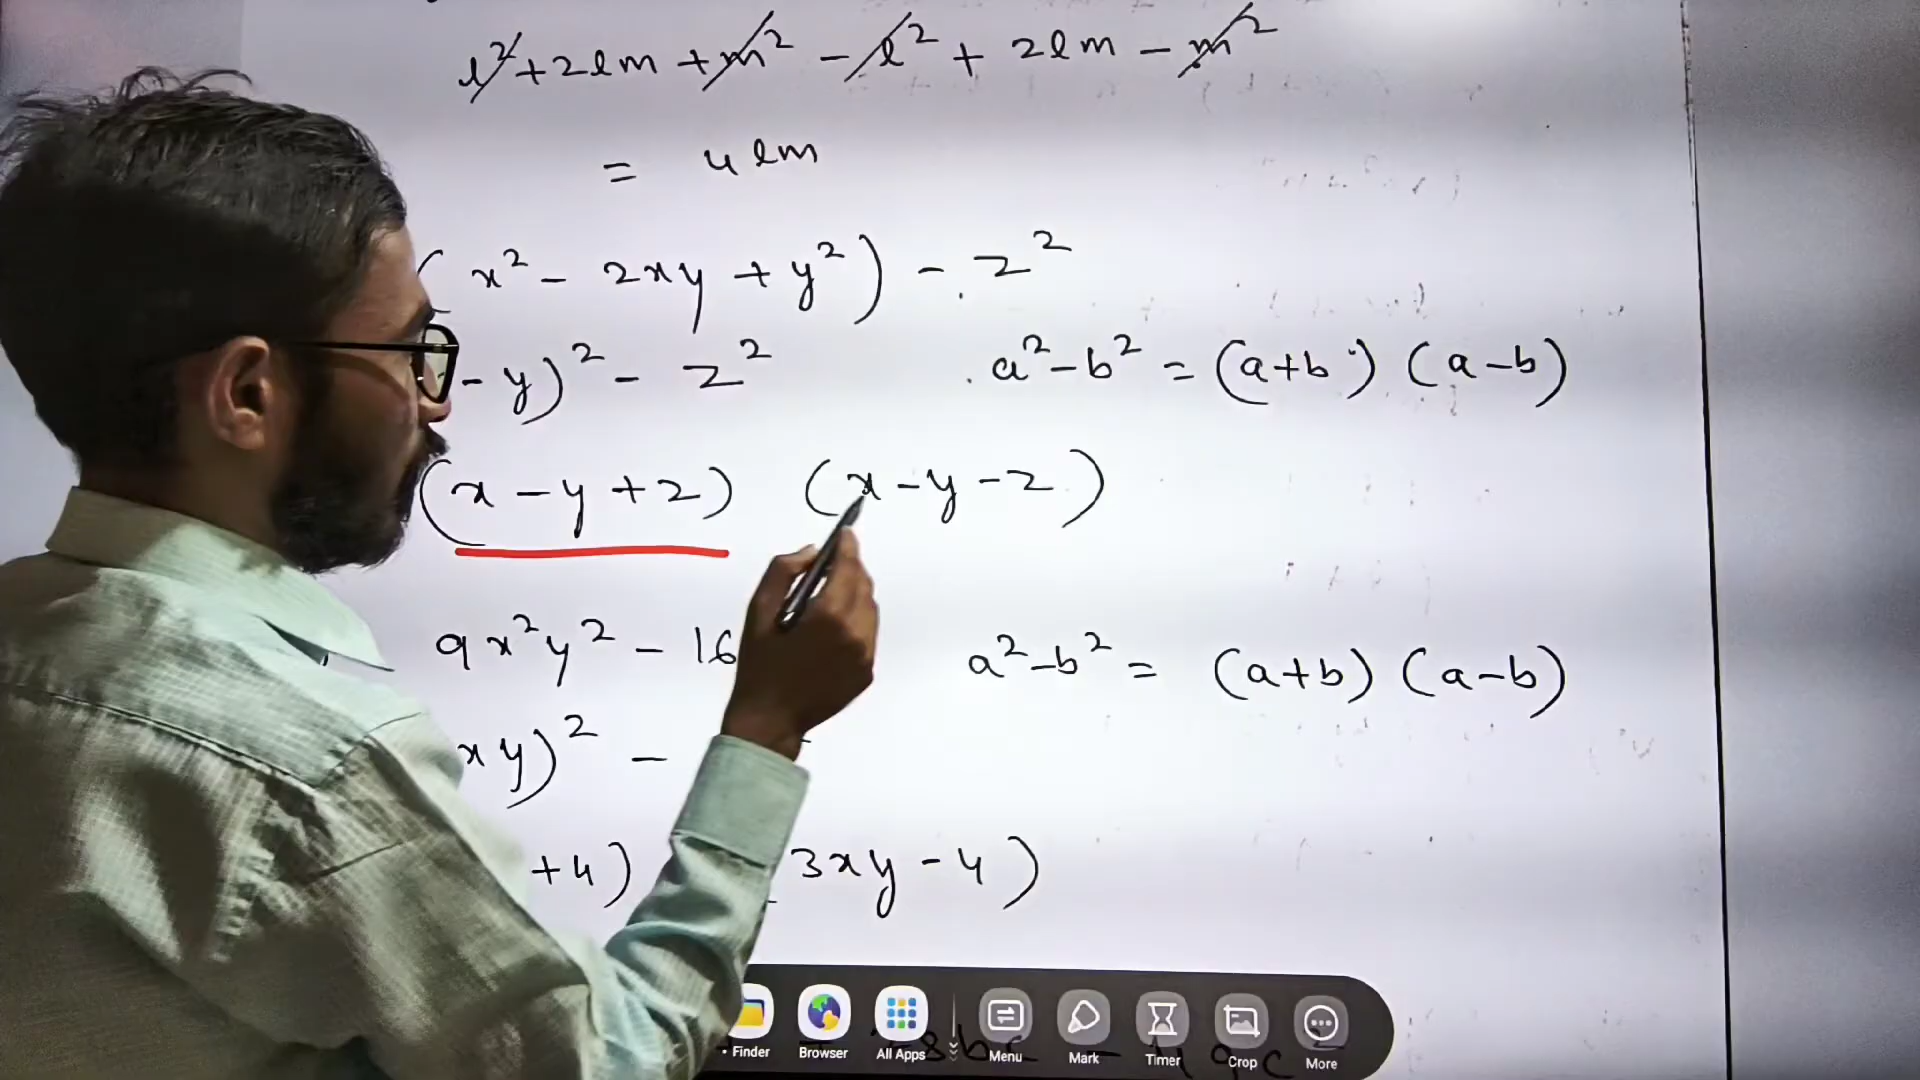 l² + 2lm + m² - l² + 2lm - m²
= 4lm
(x² - 2xy + y²) - z²
- y)² - z²
a² - b² = (a+b) (a-b)
(x - y + z) (x - y - z)
9x²y² - 16
a² - b² = (a+b) (a-b)
xy)² -
+4) 3xy - 4)
Finder Browser All Apps Menu Mark Timer Crop More